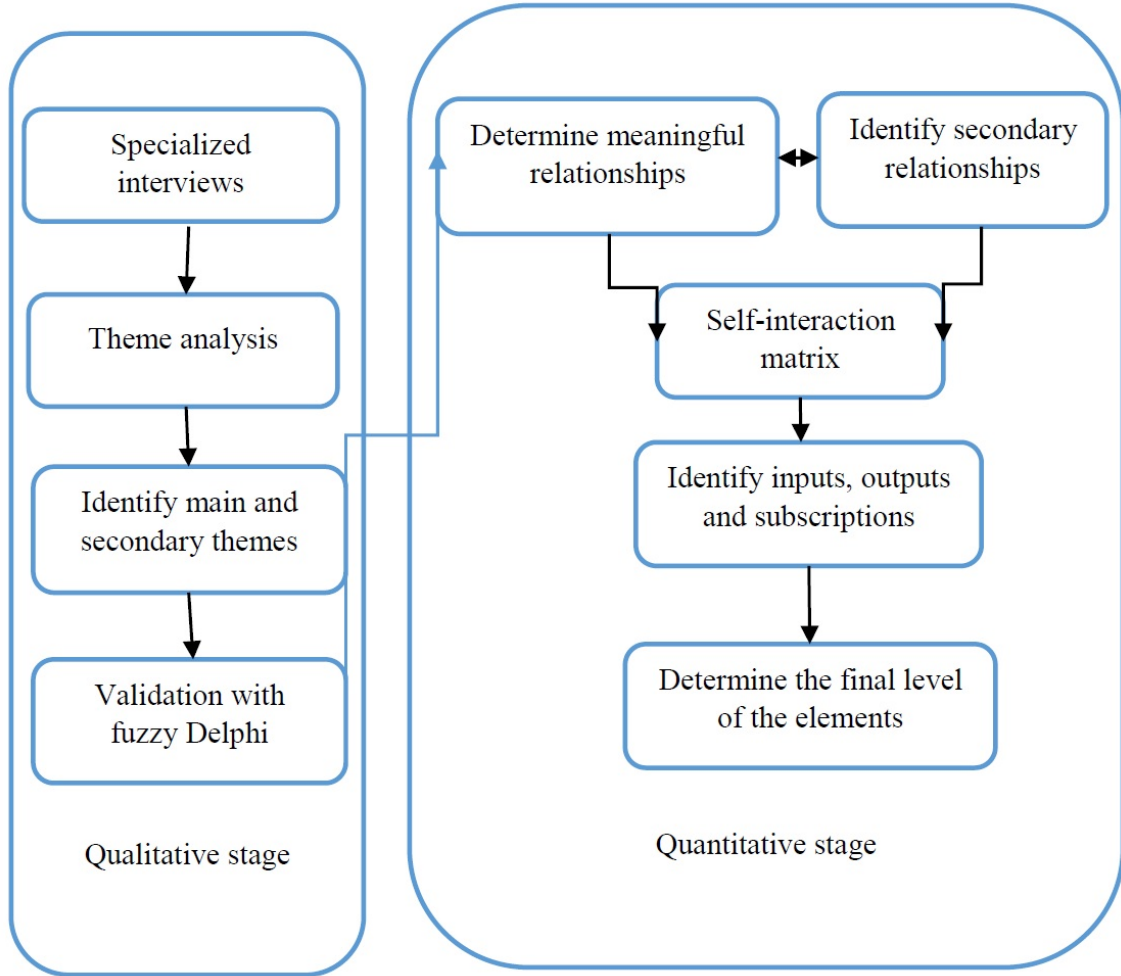 Specialized
interviews
Theme analysis
Identify main and
secondary themes
Validation with
fuzzy Delphi
Qualitative stage
Determine meaningful
relationships
Identify secondary
relationships
Self-interaction
matrix
Identify inputs, outputs
and subscriptions
Determine the final level
of the elements
Quantitative stage